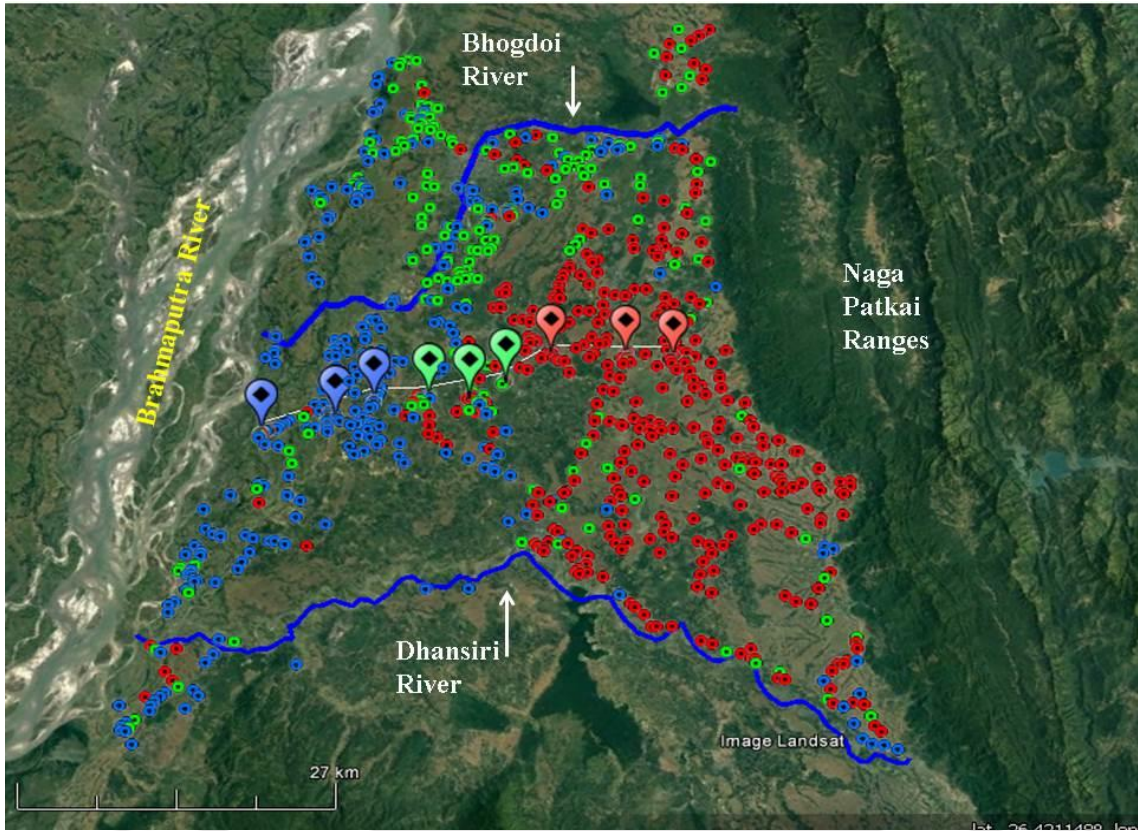 Bhogdoi
River
Brahmaputra River
Naga
Patkai
Ranges
Dhansiri
River
Image Landsat
27 km